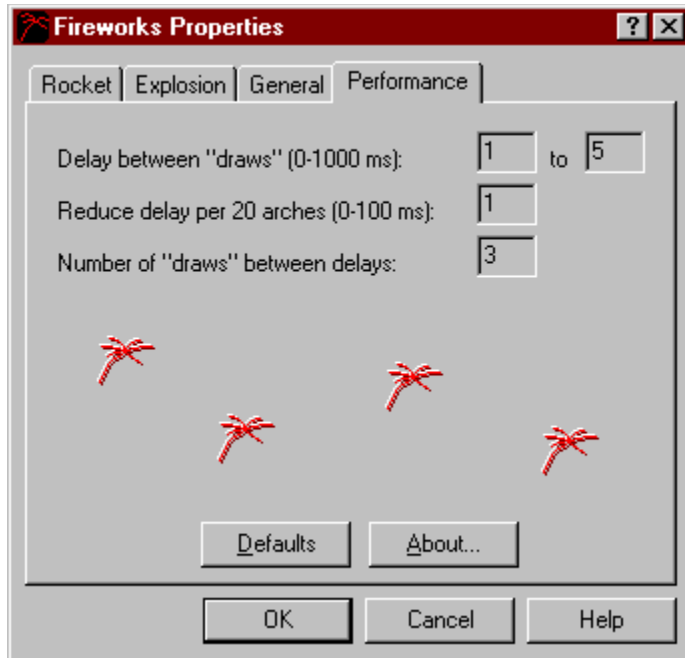 Fireworks Properties
Rocket Explosion General Performance
Delay between "draws" (0-1000 ms): 1 to 5
Reduce delay per 20 arches (0-100 ms): 1
Number of "draws" between delays: 3
Defaults About...
OK Cancel Help